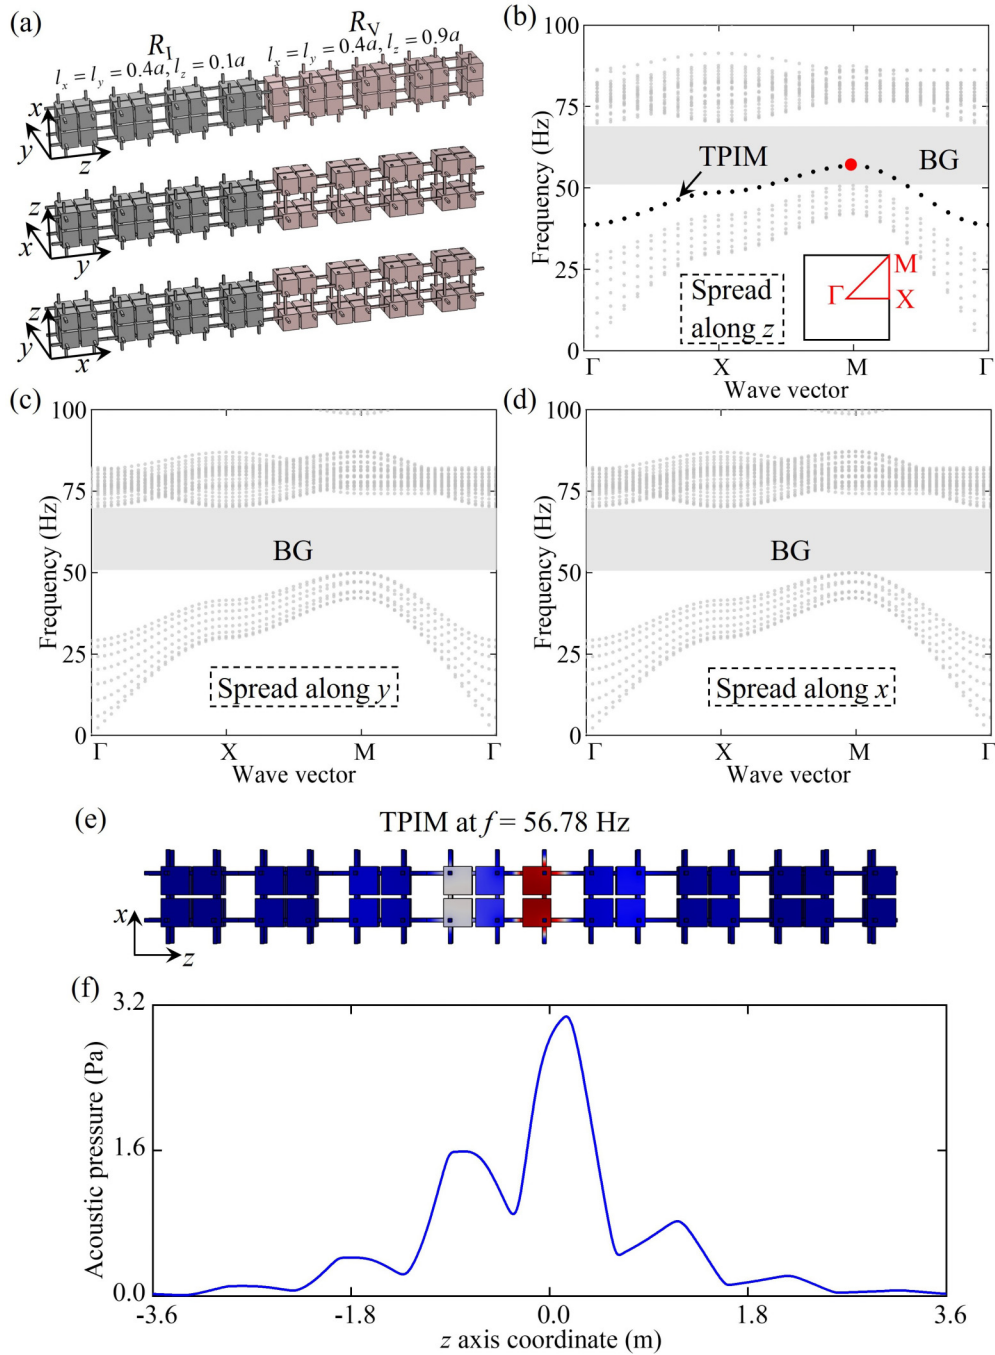 (a)
R_I
R_V
l_x = l_y = 0.4a, l_z = 0.1a
l_x = l_y = 0.4a, l_z = 0.9a
x
y
z
z
x
y
z
y
x
(b)
Frequency (Hz)
100
75
50
25
0
TPIM
BG
Spread
along z
M
Γ
X
Γ
X
M
Γ
Wave vector
(c)
Frequency (Hz)
100
75
50
25
0
BG
Spread along y
Γ
X
M
Γ
Wave vector
(d)
Frequency (Hz)
100
75
50
25
0
BG
Spread along x
Γ
X
M
Γ
Wave vector
(e)
TPIM at f = 56.78 Hz
x
z
(f)
Acoustic pressure (Pa)
3.2
1.6
0.0
-3.6
-1.8
0.0
1.8
3.6
z axis coordinate (m)